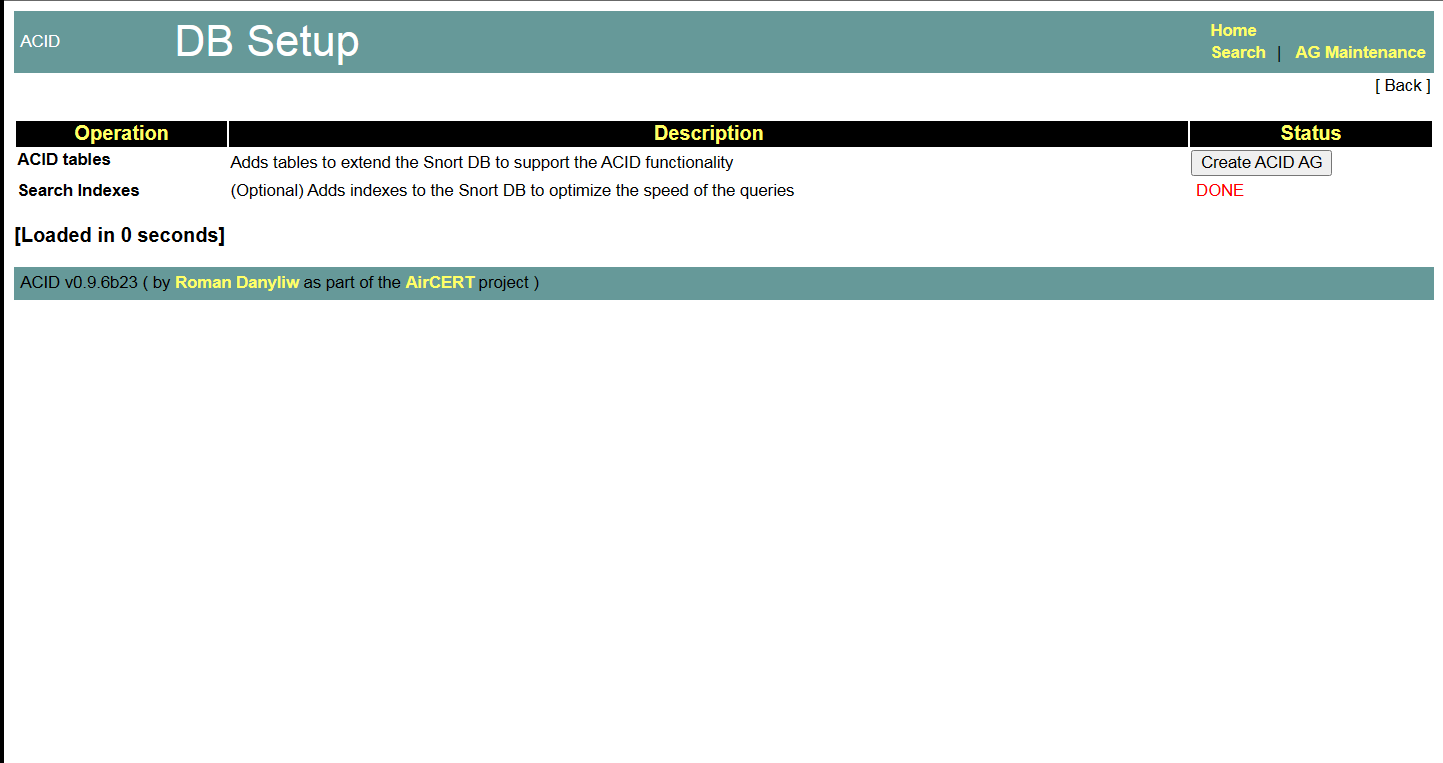 ACID DB Setup Home
Search | AG Maintenance
[ Back ]
Operation Description Status
ACID tables Adds tables to extend the Snort DB to support the ACID functionality Create ACID AG
Search Indexes (Optional) Adds indexes to the Snort DB to optimize the speed of the queries DONE
[Loaded in 0 seconds]
ACID v0.9.6b23 ( by Roman Danyliw as part of the AirCERT project )